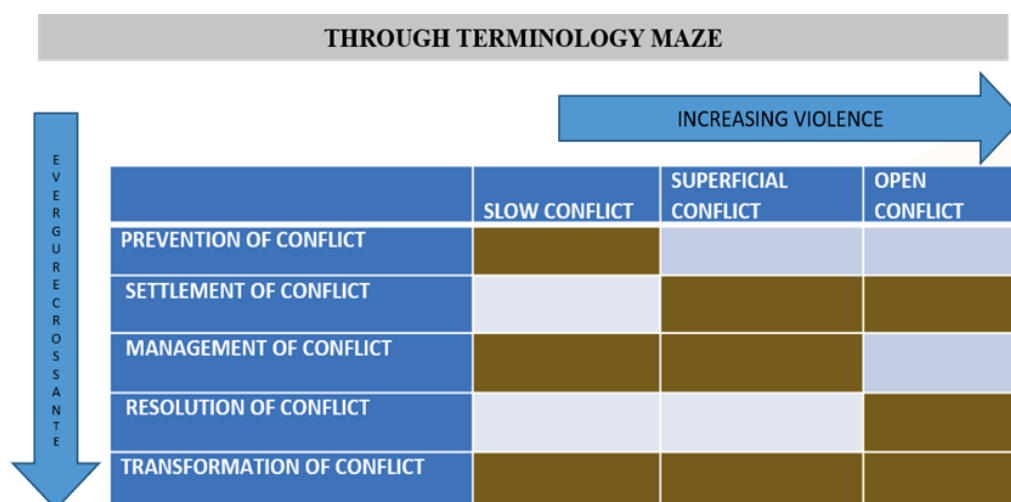 THROUGH TERMINOLOGY MAZE
INCREASING VIOLENCE
EVERGURECROSSANTE
SLOW CONFLICT
SUPERFICIAL
CONFLICT
OPEN
CONFLICT
PREVENTION OF CONFLICT
SETTLEMENT OF CONFLICT
MANAGEMENT OF CONFLICT
RESOLUTION OF CONFLICT
TRANSFORMATION OF CONFLICT